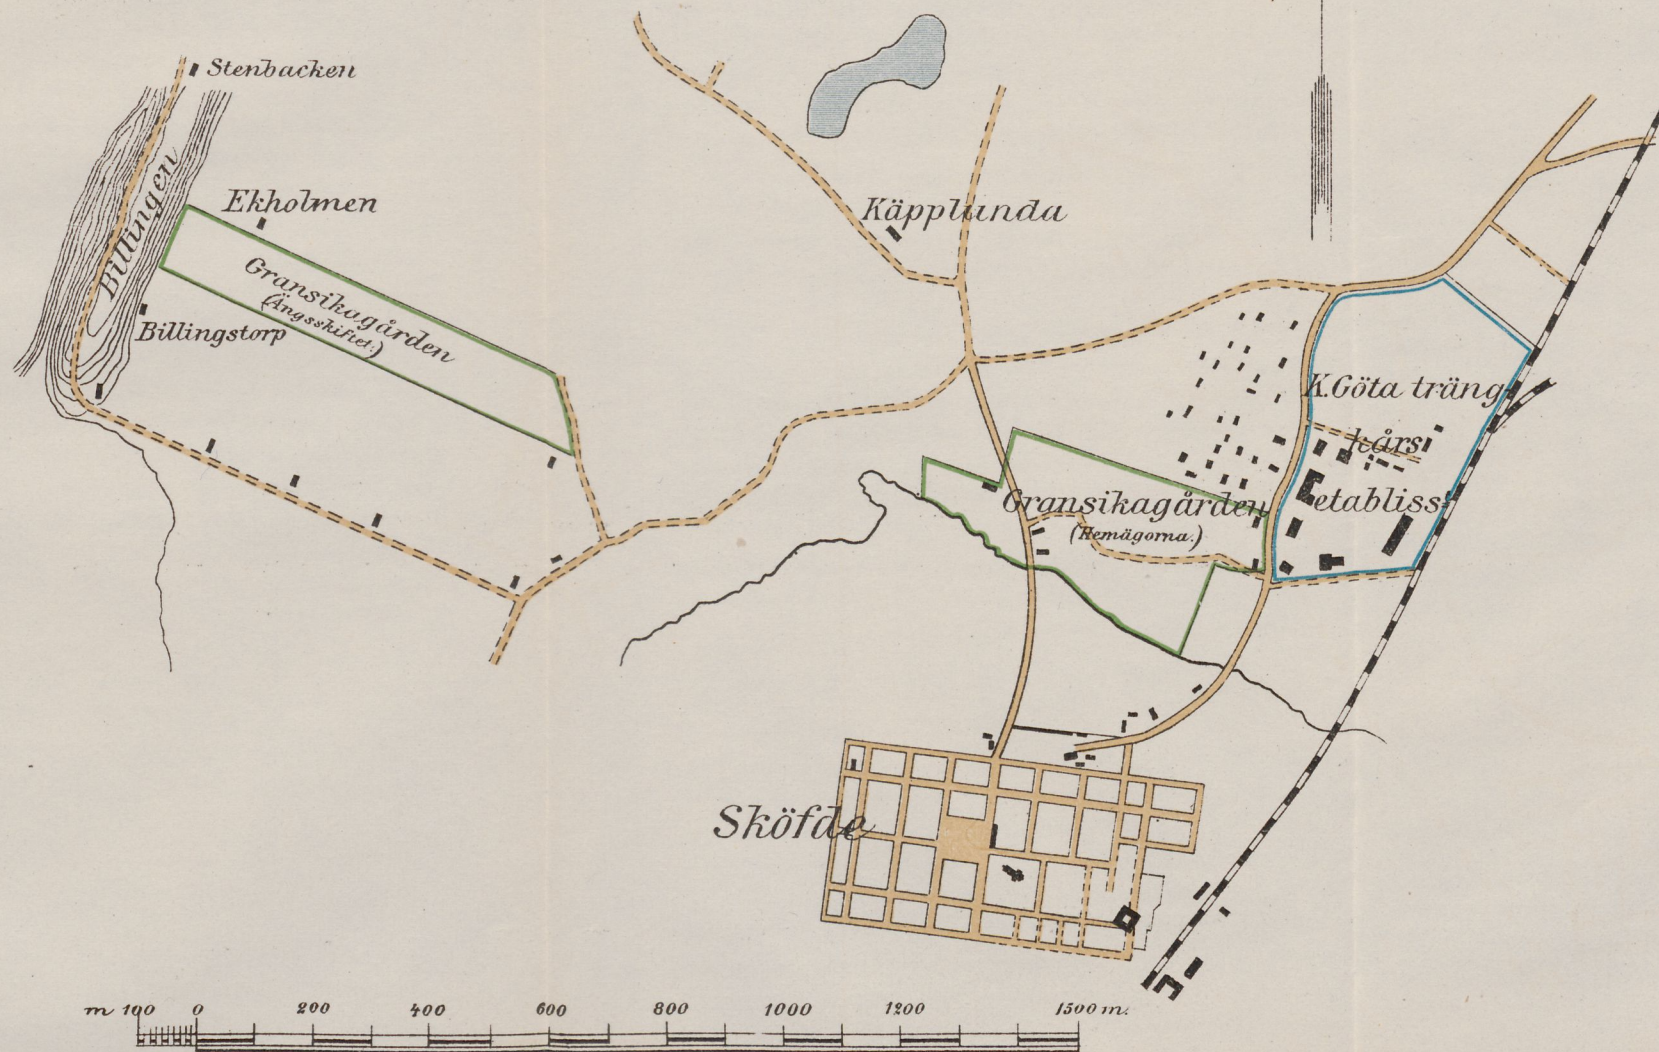 Stenbacken
Billingen
Ekholmen
Gransikagården
(Ängsskiftet.)
Billingstorp
Käpplunda
K. Göta träng-
kårs
etabliss:
Gransikagården
(Hemägorna.)
Sköfde
m 100 0 200 400 600 800 1000 1200 1500 m.